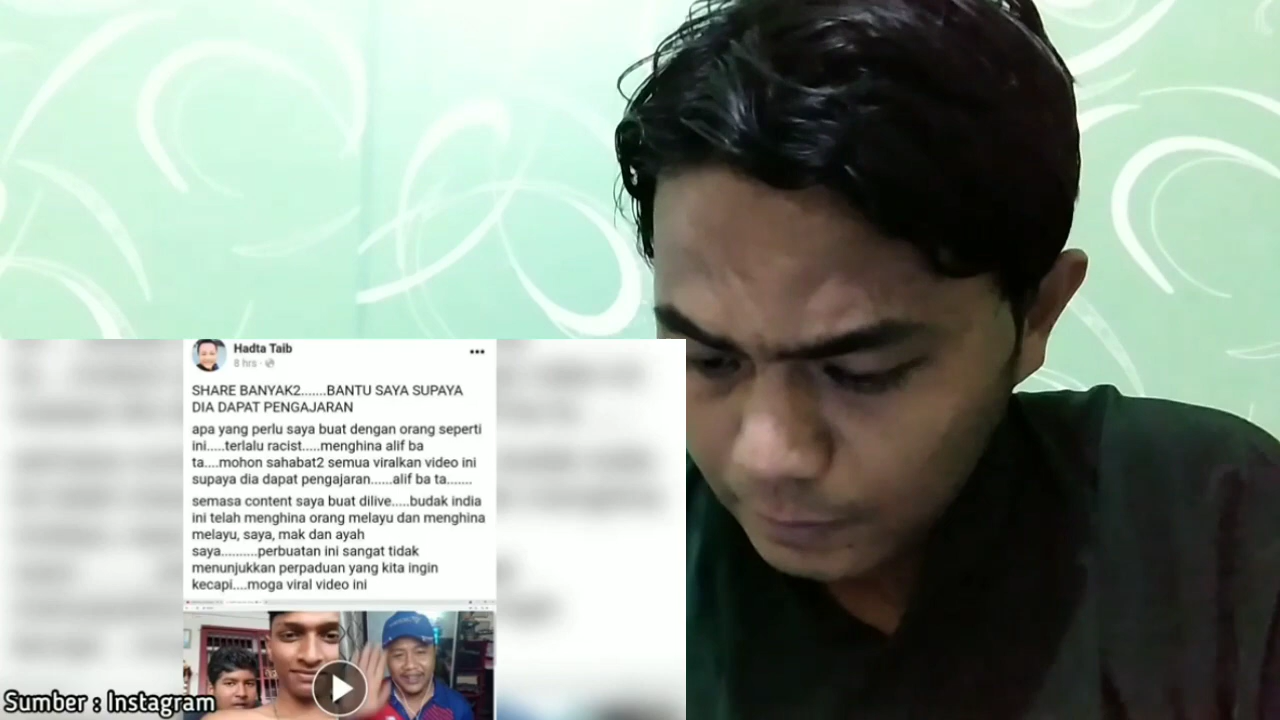 Hadta Taib
8 hrs ·
SHARE BANYAK2.......BANTU SAYA SUPAYA
DIA DAPAT PENGAJARAN
apa yang perlu saya buat dengan orang seperti
ini.....terlalu racist.....menghina alif ba
ta....mohon sahabat2 semua viralkan video ini
supaya dia dapat pengajaran......alif ba ta.......
semasa content saya buat dilive.....budak india
ini telah menghina orang melayu dan menghina
melayu, saya, mak dan ayah
saya..........perbuatan ini sangat tidak
menunjukkan perpaduan yang kita ingin
kecapi....moga viral video ini
Sumber : Instagram